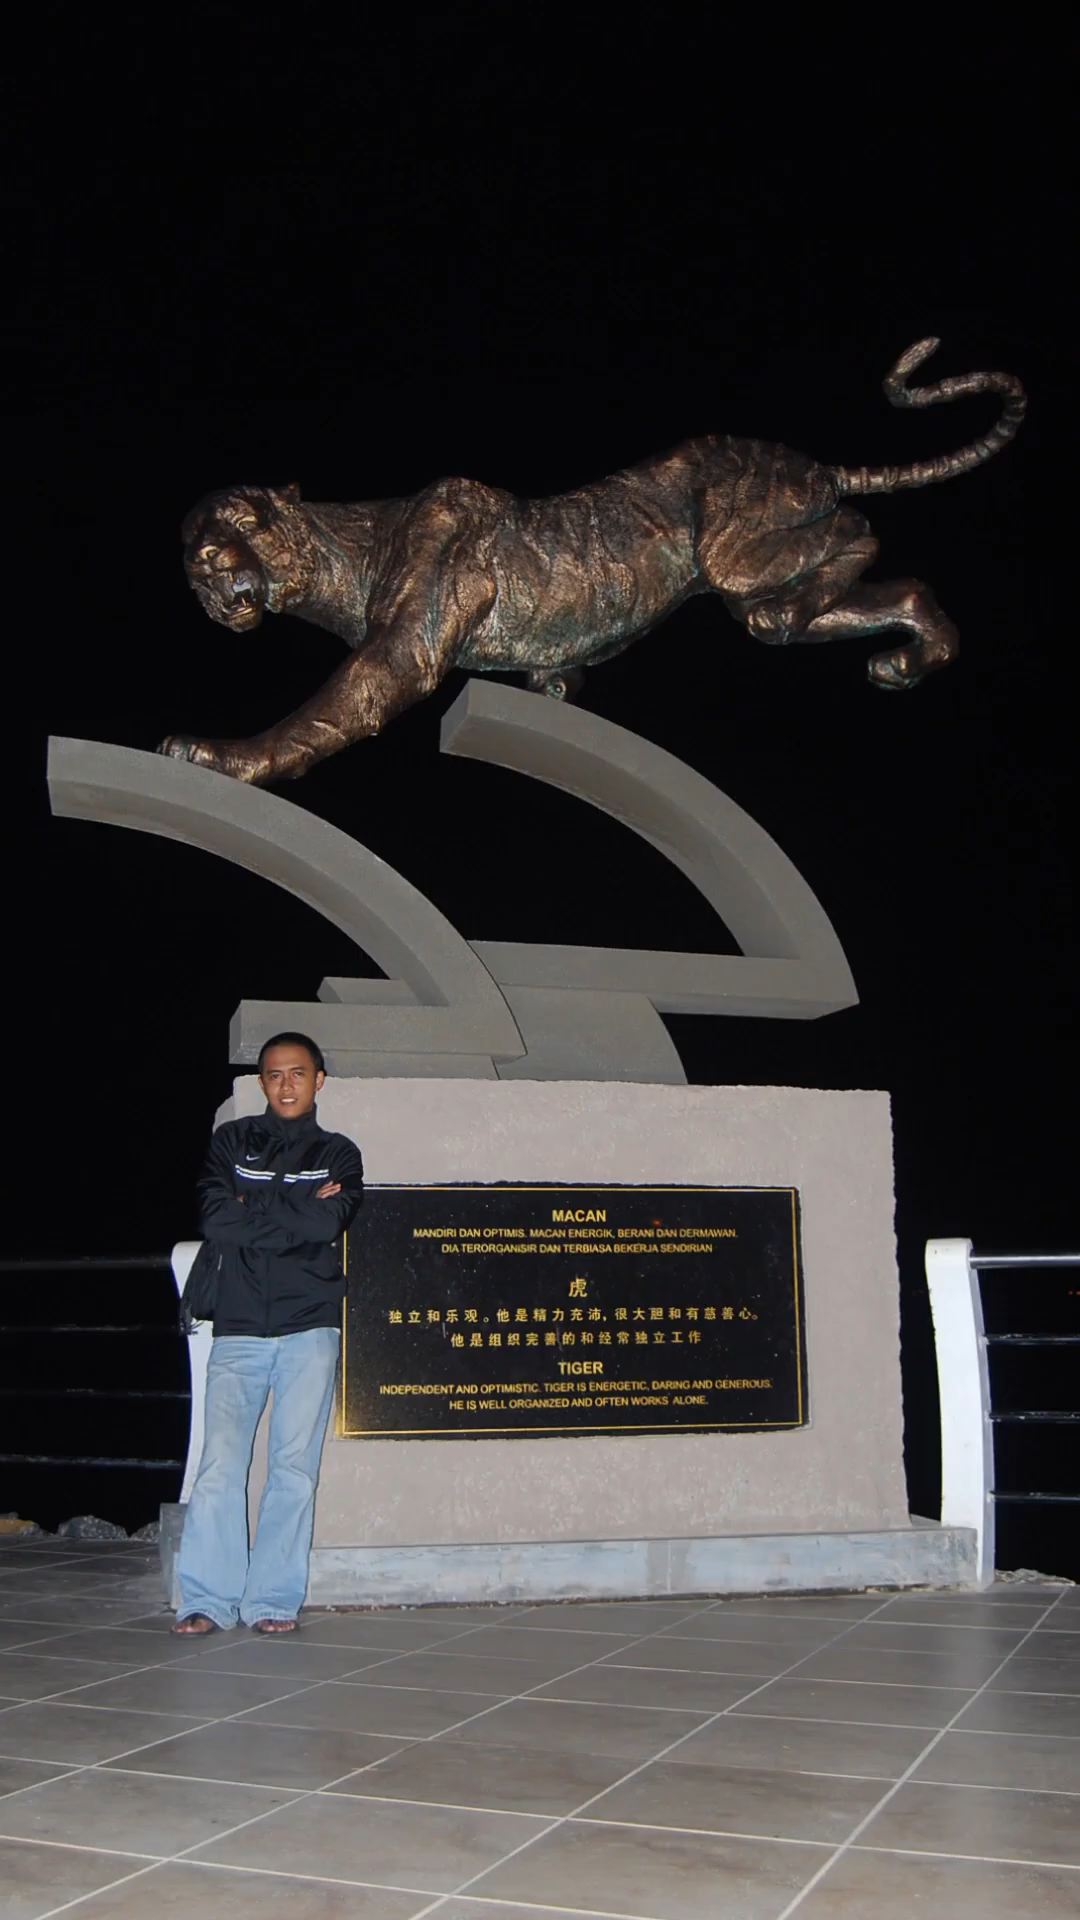 MACAN
MANDIRI DAN OPTIMIS. MACAN ENERGIK, BERANI DAN DERMAWAN.
DIA TERORGANISIR DAN TERBIASA BEKERJA SENDIRIAN
虎
独立和乐观。他是精力充沛，很大胆和有慈善心。
他是组织完善的和经常独立工作
TIGER
INDEPENDENT AND OPTIMISTIC. TIGER IS ENERGETIC, DARING AND GENEROUS.
HE IS WELL ORGANIZED AND OFTEN WORKS ALONE.